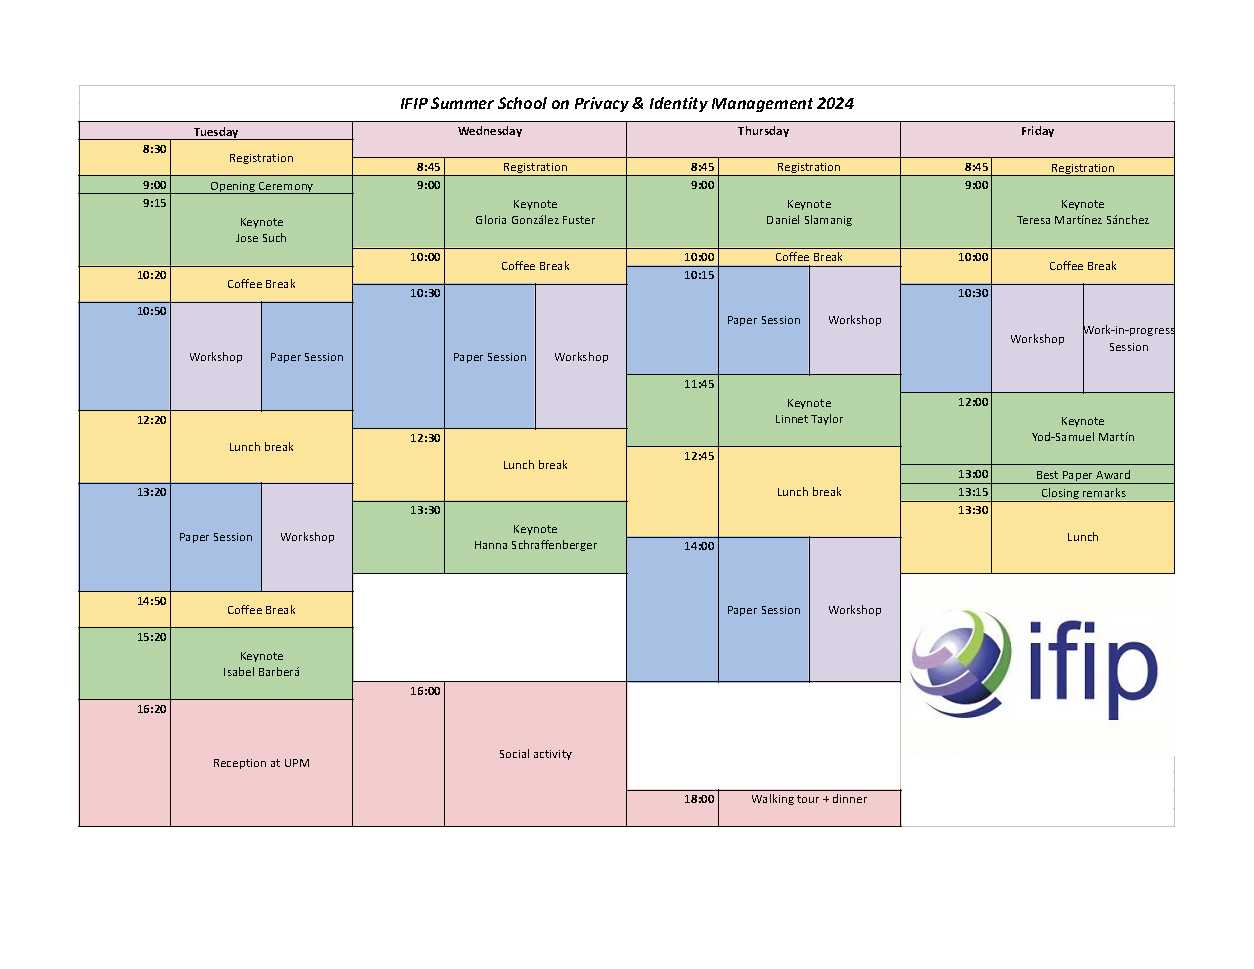 IFIP Summer School on Privacy & Identity Management 2024
Tuesday
8:30 Registration
9:00 Opening Ceremony
9:15 Keynote
Jose Such
10:20 Coffee Break
10:50 Workshop Paper Session
12:20 Lunch break
13:20 Paper Session Workshop
14:50 Coffee Break
15:20 Keynote
Isabel Barberá
16:20 Reception at UPM
Wednesday
8:45 Registration
9:00 Keynote
Gloria González Fuster
10:00 Coffee Break
10:30 Paper Session Workshop
12:30 Lunch break
13:30 Keynote
Hanna Schraffenberger
16:00 Social activity
Thursday
8:45 Registration
9:00 Keynote
Daniel Slamanig
10:00 Coffee Break
10:15 Paper Session Workshop
11:45 Keynote
Linnet Taylor
12:45 Lunch break
14:00 Paper Session Workshop
18:00 Walking tour + dinner
Friday
8:45 Registration
9:00 Keynote
Teresa Martínez Sánchez
10:00 Coffee Break
10:30 Workshop Work-in-progress
Session
12:00 Keynote
Yod-Samuel Martín
13:00 Best Paper Award
13:15 Closing remarks
13:30 Lunch
ifip